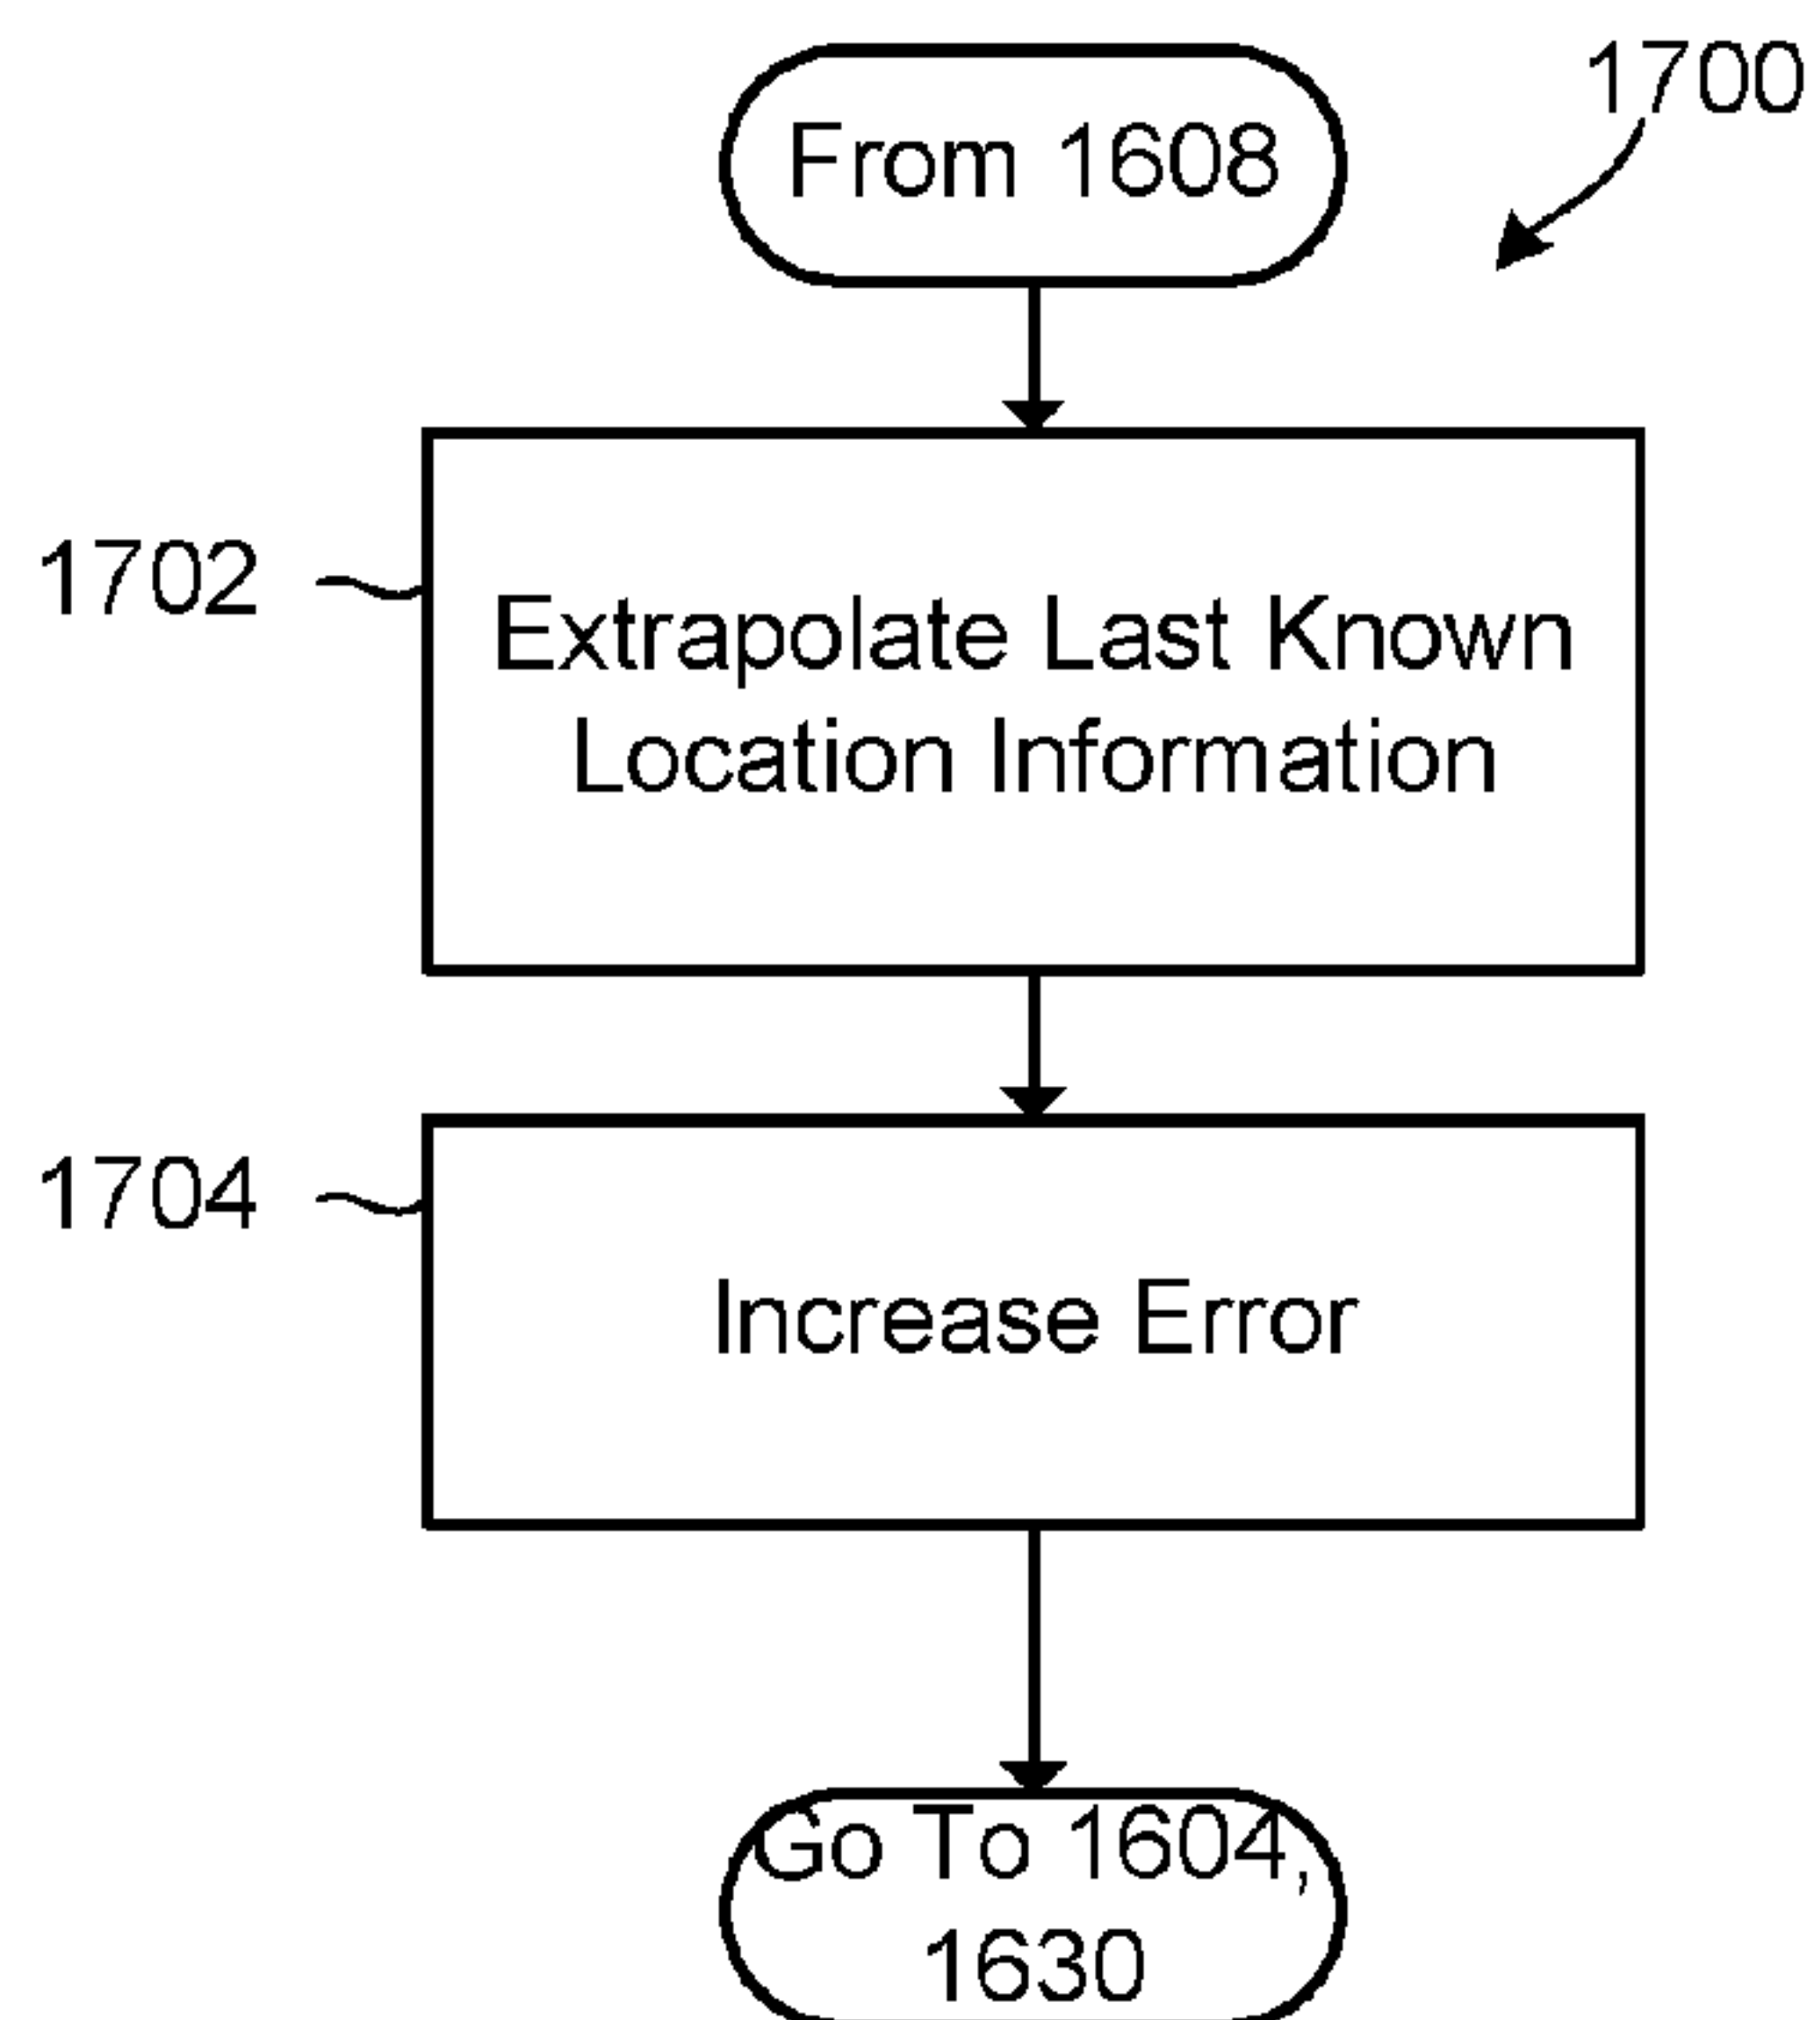 From 1608
1700
1702
Extrapolate Last Known
Location Information
1704
Increase Error
Go To 1604,
1630